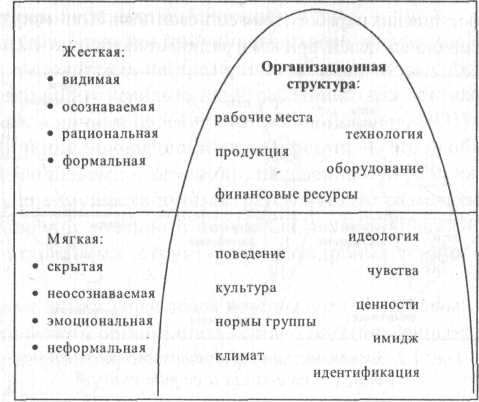 Жесткая:
• видимая
• осознаваемая
• рациональная
• формальная
Организационная
структура:
рабочие места
технология
продукция
оборудование
финансовые ресурсы
Мягкая:
• скрытая
• неосознаваемая
• эмоциональная
• неформальная
идеология
поведение
чувства
культура
ценности
нормы группы
имидж
климат
идентификация